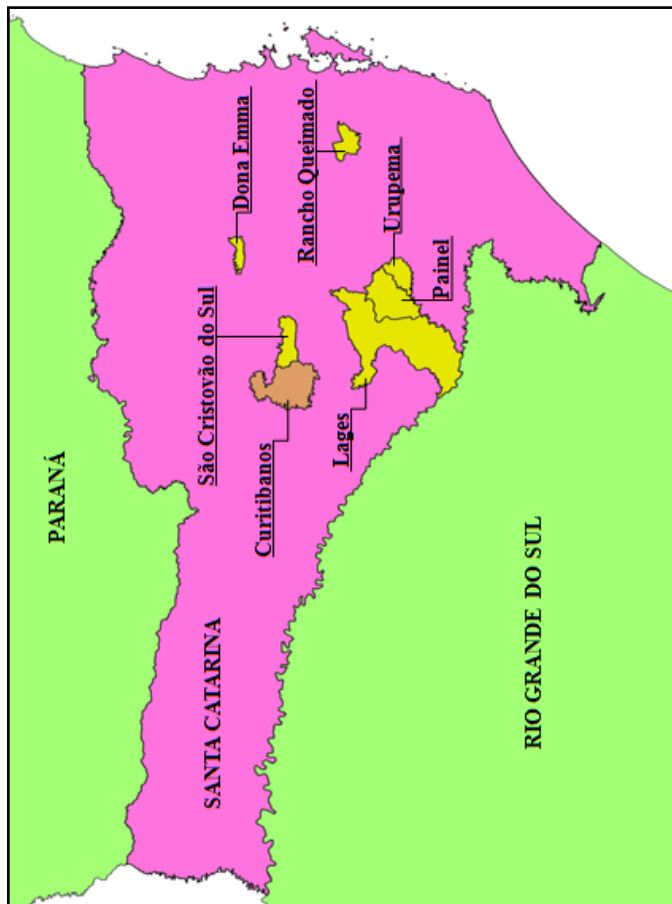 PARANÁ
São Cristovão do Sul
SANTA CATARINA
Dona Emma
Curitibanos
Rancho Queimado
Lages
Urupema
Painel
RIO GRANDE DO SUL